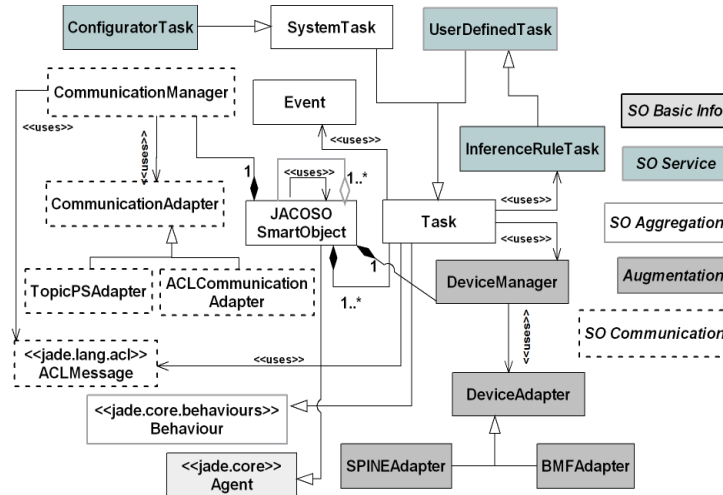 ConfiguratorTask
SystemTask
UserDefinedTask
CommunicationManager
Event
<<uses>>
<<uses>>
SO Basic Info
<<uses>>
InferenceRuleTask
SO Service
1
<<uses>>
1..*
CommunicationAdapter
JACOSO
SmartObject
Task
<<uses>>
SO Aggregation
<<uses>>
1
TopicPSAdapter
ACLCommunication
Adapter
DeviceManager
Augmentation
1..*
<<uses>>
SO Communication
<<jade.lang.acl>>
ACLMessage
<<uses>>
<<jade.core.behaviours>>
Behaviour
DeviceAdapter
<<jade.core>>
Agent
SPINEAdapter
BMFAdapter